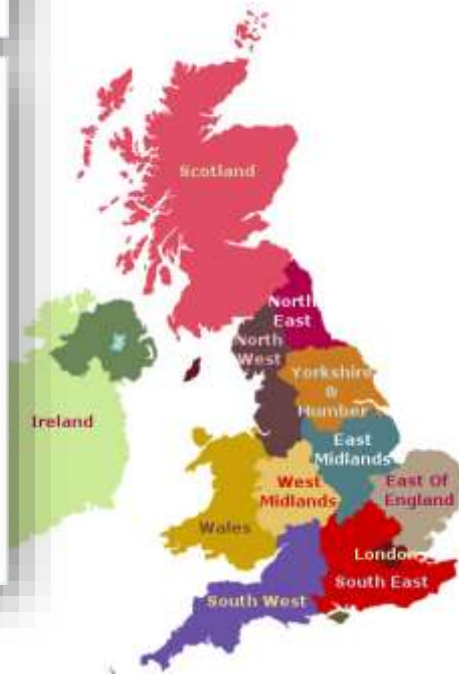 Scotland
North
East
North
West
Yorkshire
&
Humber
Ireland
East
Midlands
West
Midlands
East Of
England
Wales
London
South East
South West